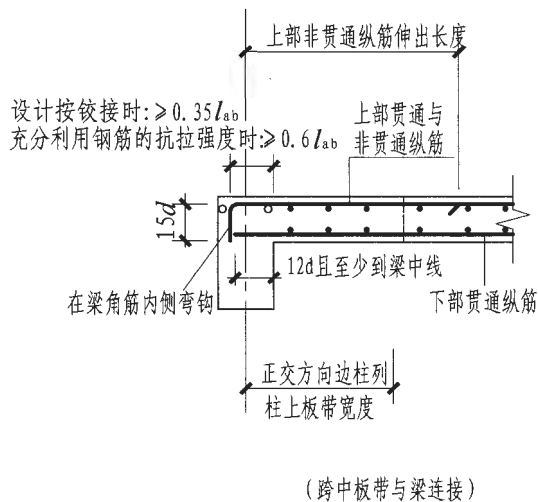 上部非贯通纵筋伸出长度
设计按铰接时:≥0.35lab
充分利用钢筋的抗拉强度时:≥0.6lab
上部贯通与
非贯通纵筋
15d
12d且至少到梁中线
在梁角筋内侧弯钩
下部贯通纵筋
正交方向边柱列
柱上板带宽度
(跨中板带与梁连接)